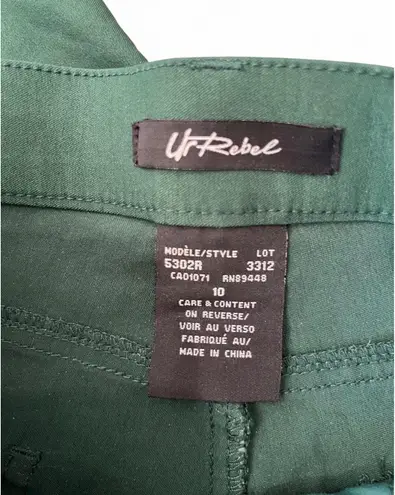 UrRebel
MODÈLE/STYLE LOT
5302R 3312
CA01071 RN89448
10
CARE & CONTENT
ON REVERSE/
VOIR AU VERSO
FABRIQUÉ AU/
MADE IN CHINA